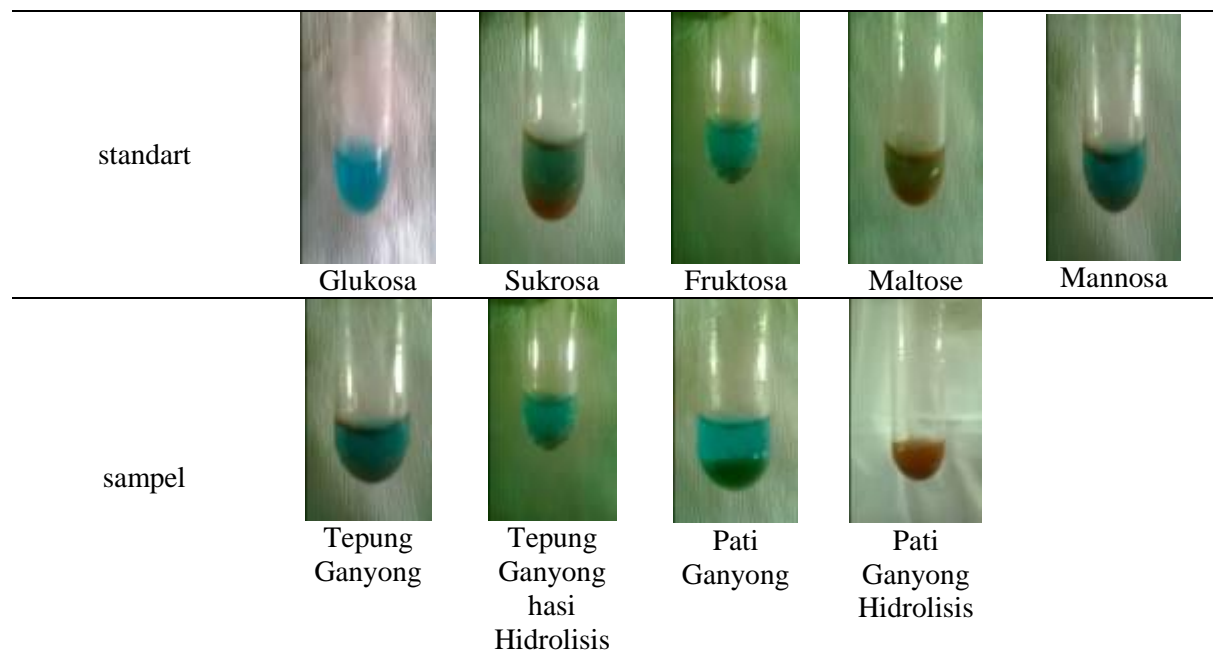 standart
Glukosa
Sukrosa
Fruktosa
Maltose
Mannosa
sampel
Tepung
Ganyong
Tepung
Ganyong
hasi
Hidrolisis
Pati
Ganyong
Pati
Ganyong
Hidrolisis